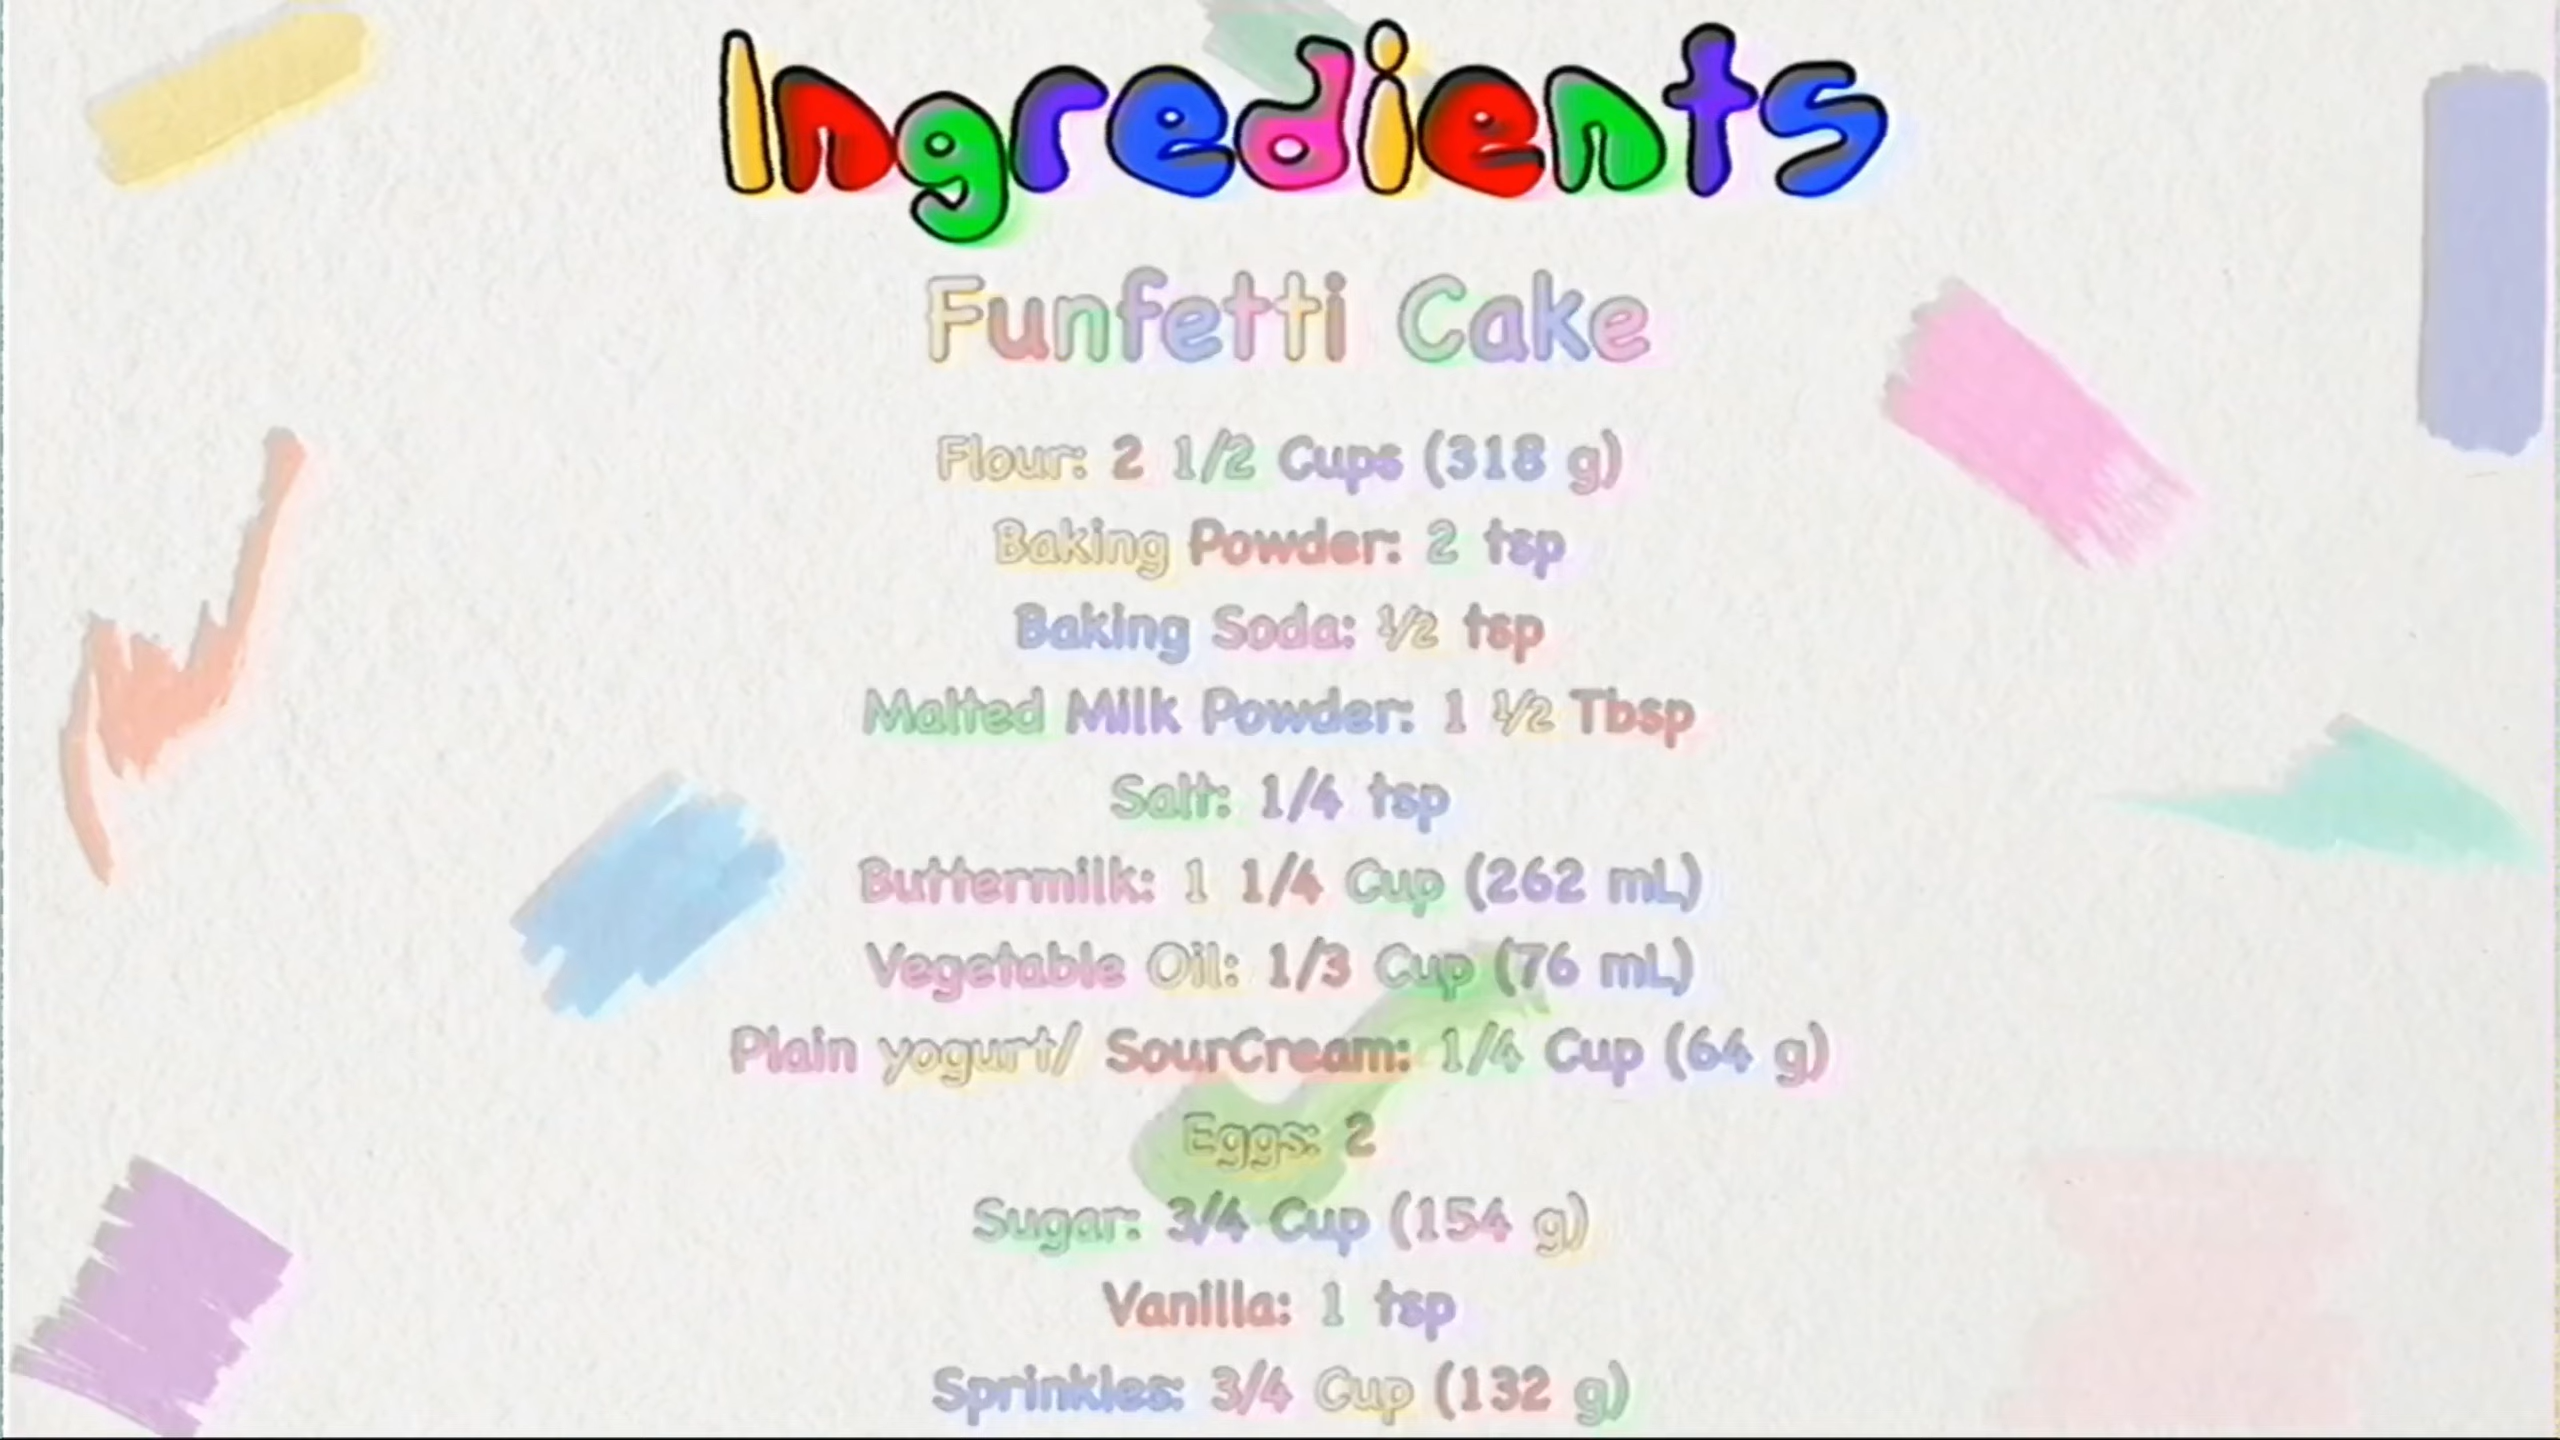 Ingredients
Funfetti Cake
Flour: 2 1/2 Cups (318 g)
Baking Powder: 2 tsp
Baking Soda: ½ tsp
Malted Milk Powder: 1 ½ Tbsp
Salt: 1/4 tsp
Buttermilk: 1 1/4 Cup (262 mL)
Vegetable Oil: 1/3 Cup (76 mL)
Plain yogurt/ SourCream: 1/4 Cup (64 g)
Eggs: 2
Sugar: 3/4 Cup (154 g)
Vanilla: 1 tsp
Sprinkles: 3/4 Cup (132 g)